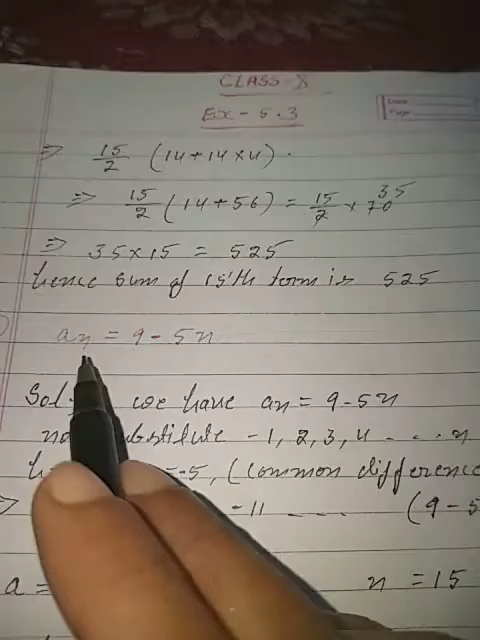 CLASS-8
EX-5.3
⇒ 15/2 (14+14×4).
⇒ 15/2 (14+56) = 15/2 × 70 35
⇒ 35×15 = 525
hence sum of 15th term is 525
an = 9-5n
Sol we have an = 9-5n
substitute -1, 2, 3, 4 - . . . n
=-5, (Common difference
⇒ -11 ..... (9-5
a = n = 15